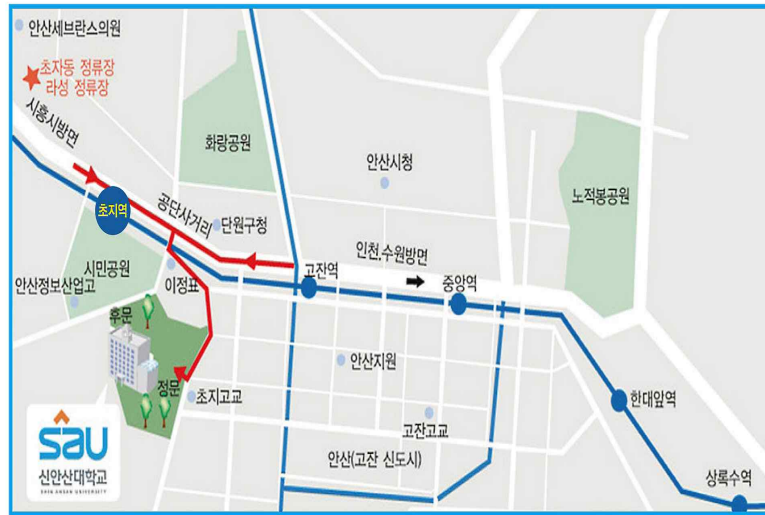 안산세브란스의원
초자동 정류장
라성 정류장
시흥시방면
화랑공원
안산시청
노적봉공원
초지역
공단사거리
단원구청
인천,수원방면
시민공원
이정표
고잔역
중앙역
안산정보산업고
후문
정문
안산지원
초지고교
고잔고교
한대앞역
안산(고잔 신도시)
상록수역
sau
신안산대학교
SHIN ANSAN UNIVERSITY